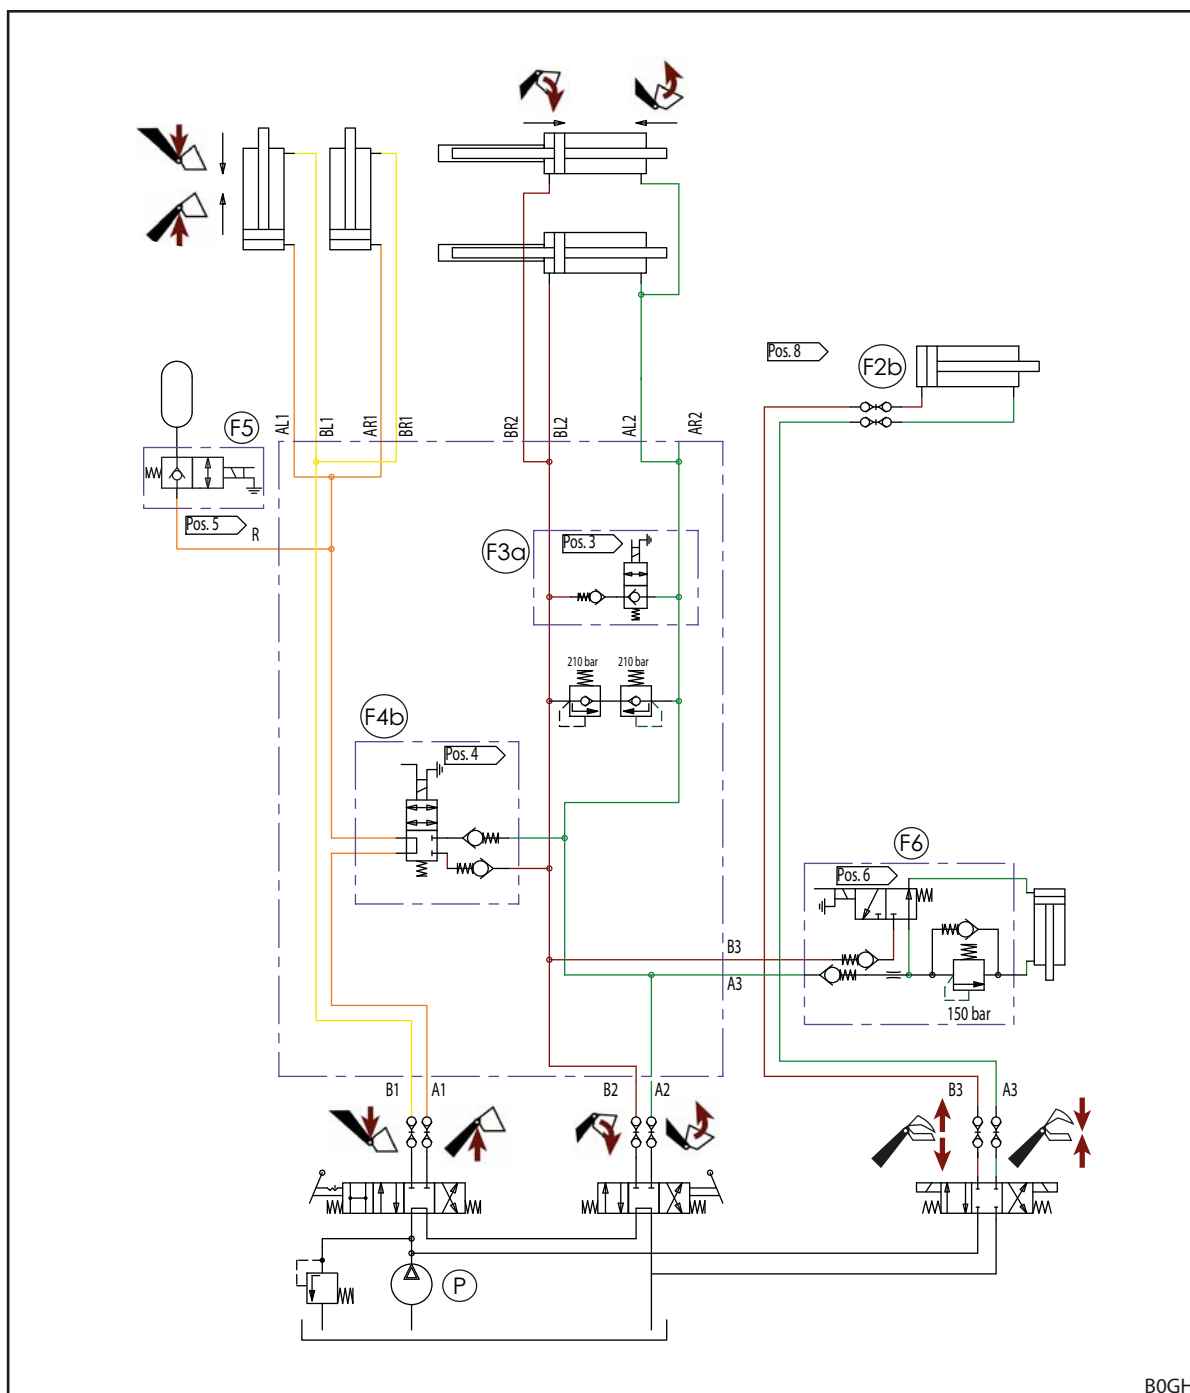 Pos. 8
F2b
F5
AL1
BL1
AR1
BR1
BR2
BL2
AL2
AR2
Pos. 5
R
F3a
Pos. 3
210 bar
210 bar
F4b
Pos. 4
F6
Pos. 6
B3
A3
150 bar
B1
A1
B2
A2
B3
A3
P
B0GH